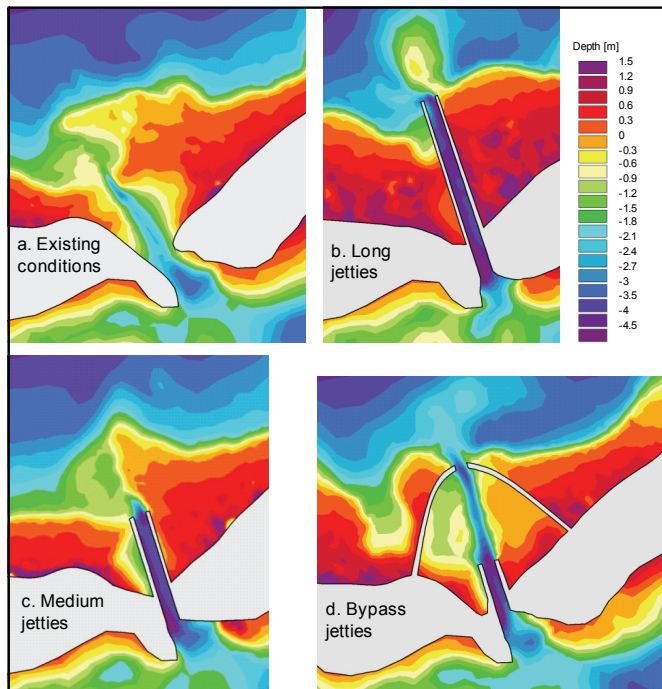 a. Existing
conditions
b. Long
jetties
Depth [m]
1.5
1.2
0.9
0.6
0.3
0
-0.3
-0.6
-0.9
-1.2
-1.5
-1.8
-2.1
-2.4
-2.7
-3
-3.5
-4
-4.5
c. Medium
jetties
d. Bypass
jetties